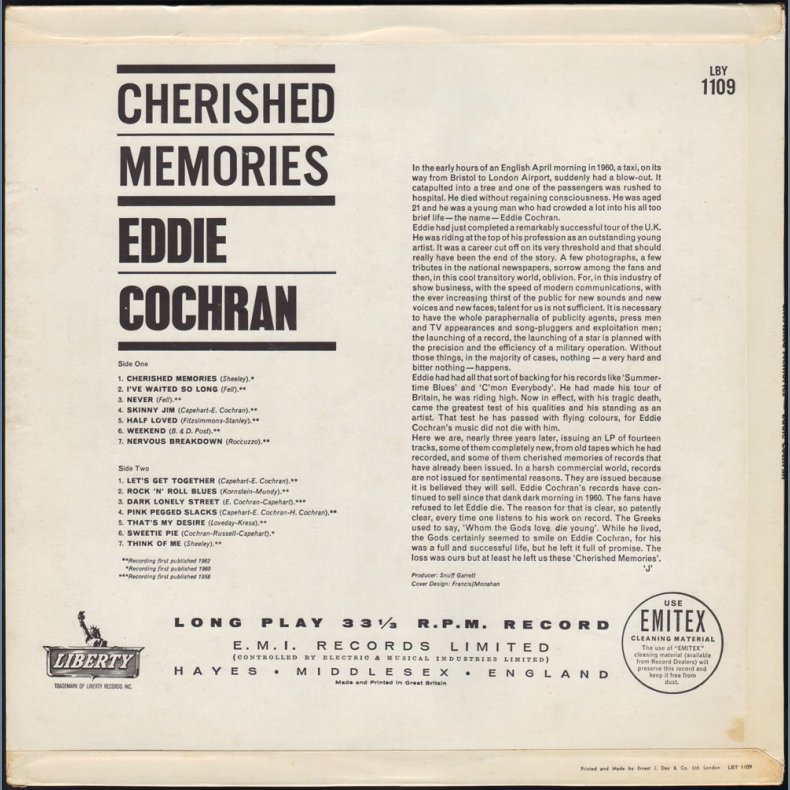 LBY
1109
CHERISHED
MEMORIES
EDDIE
COCHRAN
Side One
1. CHERISHED MEMORIES (Sheeley).*
2. I'VE WAITED SO LONG (Fell).**
3. NEVER (Fell).**
4. SKINNY JIM (Capehart-E. Cochran).**
5. HALF LOVED (Fitzsimmons-Stanley).**
6. WEEKEND (B. & D. Post).**
7. NERVOUS BREAKDOWN (Roccuzzo).**
Side Two
1. LET'S GET TOGETHER (Capehart-E. Cochran).**
2. ROCK 'N' ROLL BLUES (Kornstein-Mundy).**
3. DARK LONELY STREET (E. Cochran-Capehart).***
4. PINK PEGGED SLACKS (Capehart-E. Cochran-H. Cochran).**
5. THAT'S MY DESIRE (Loveday-Kresa).**
6. SWEETIE PIE (Cochran-Russell-Capehart).*
7. THINK OF ME (Sheeley).**
**Recording first published 1962
*Recording first published 1960
***Recording first published 1958
In the early hours of an English April morning in 1960, a taxi, on its
way from Bristol to London Airport, suddenly had a blow-out. It
catapulted into a tree and one of the passengers was rushed to
hospital. He died without regaining consciousness. He was aged
21 and he was a young man who had crowded a lot into his all too
brief life—the name—Eddie Cochran.
Eddie had just completed a remarkably successful tour of the U.K.
He was riding at the top of his profession as an outstanding young
artist. It was a career cut off on its very threshold and that should
really have been the end of the story. A few photographs, a few
tributes in the national newspapers, sorrow among the fans and
then, in this cool transitory world, oblivion. For, in this industry of
show business, with the speed of modern communications, with
the ever increasing thirst of the public for new sounds and new
voices and new faces, talent for us is not sufficient. It is necessary
to have the whole paraphernalia of publicity agents, press men
and TV appearances and song-pluggers and exploitation men;
the launching of a record, the launching of a star is planned with
the precision and the efficiency of a military operation. Without
those things, in the majority of cases, nothing — a very hard and
bitter nothing—happens.
Eddie had had all that sort of backing for his records like 'Summer-
time Blues' and 'C'mon Everybody'. He had made his tour of
Britain, he was riding high. Now in effect, with his tragic death,
came the greatest test of his qualities and his standing as an
artist. That test he has passed with flying colours, for Eddie
Cochran's music did not die with him.
Here we are, nearly three years later, issuing an LP of fourteen
tracks, some of them completely new, from old tapes which he had
recorded, and some of them cherished memories of records that
have already been issued. In a harsh commercial world, records
are not issued for sentimental reasons. They are issued because
it is believed they will sell. Eddie Cochran's records have con-
tinued to sell since that dank dark morning in 1960. The fans have
refused to let Eddie die. The reason for that is clear, so patently
clear, every time one listens to his work on record. The Greeks
used to say, 'Whom the Gods love, die young'. While he lived,
the Gods certainly seemed to smile on Eddie Cochran, for his
was a full and successful life, but he left it full of promise. The
loss was ours but at least he left us these 'Cherished Memories'.
'J'
Producer: Snuff Garrett
Cover Design: Francis/Monahan
LIBERTY
TRADEMARK OF LIBERTY RECORDS INC.
LONG PLAY 33⅓ R.P.M. RECORD
E.M.I. RECORDS LIMITED
(CONTROLLED BY ELECTRIC & MUSICAL INDUSTRIES LIMITED)
HAYES • MIDDLESEX • ENGLAND
Made and Printed in Great Britain
USE
EMITEX
CLEANING MATERIAL
The use of "EMITEX"
cleaning material (available
from Record Dealers) will
preserve this record and
keep it free from
dust.
Printed and Made by Ernest J. Day & Co. Ltd. London LBY 1109